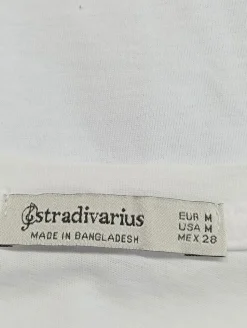 stradivarius
MADE IN BANGLADESH
EUR M
USA M
MEX 28